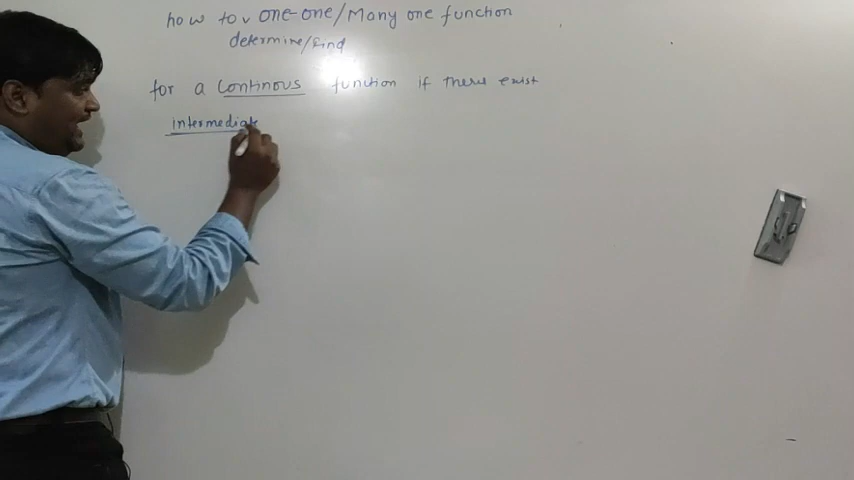 how to one-one/Many one function
determine/find
for a Continous function if there exist
intermediate